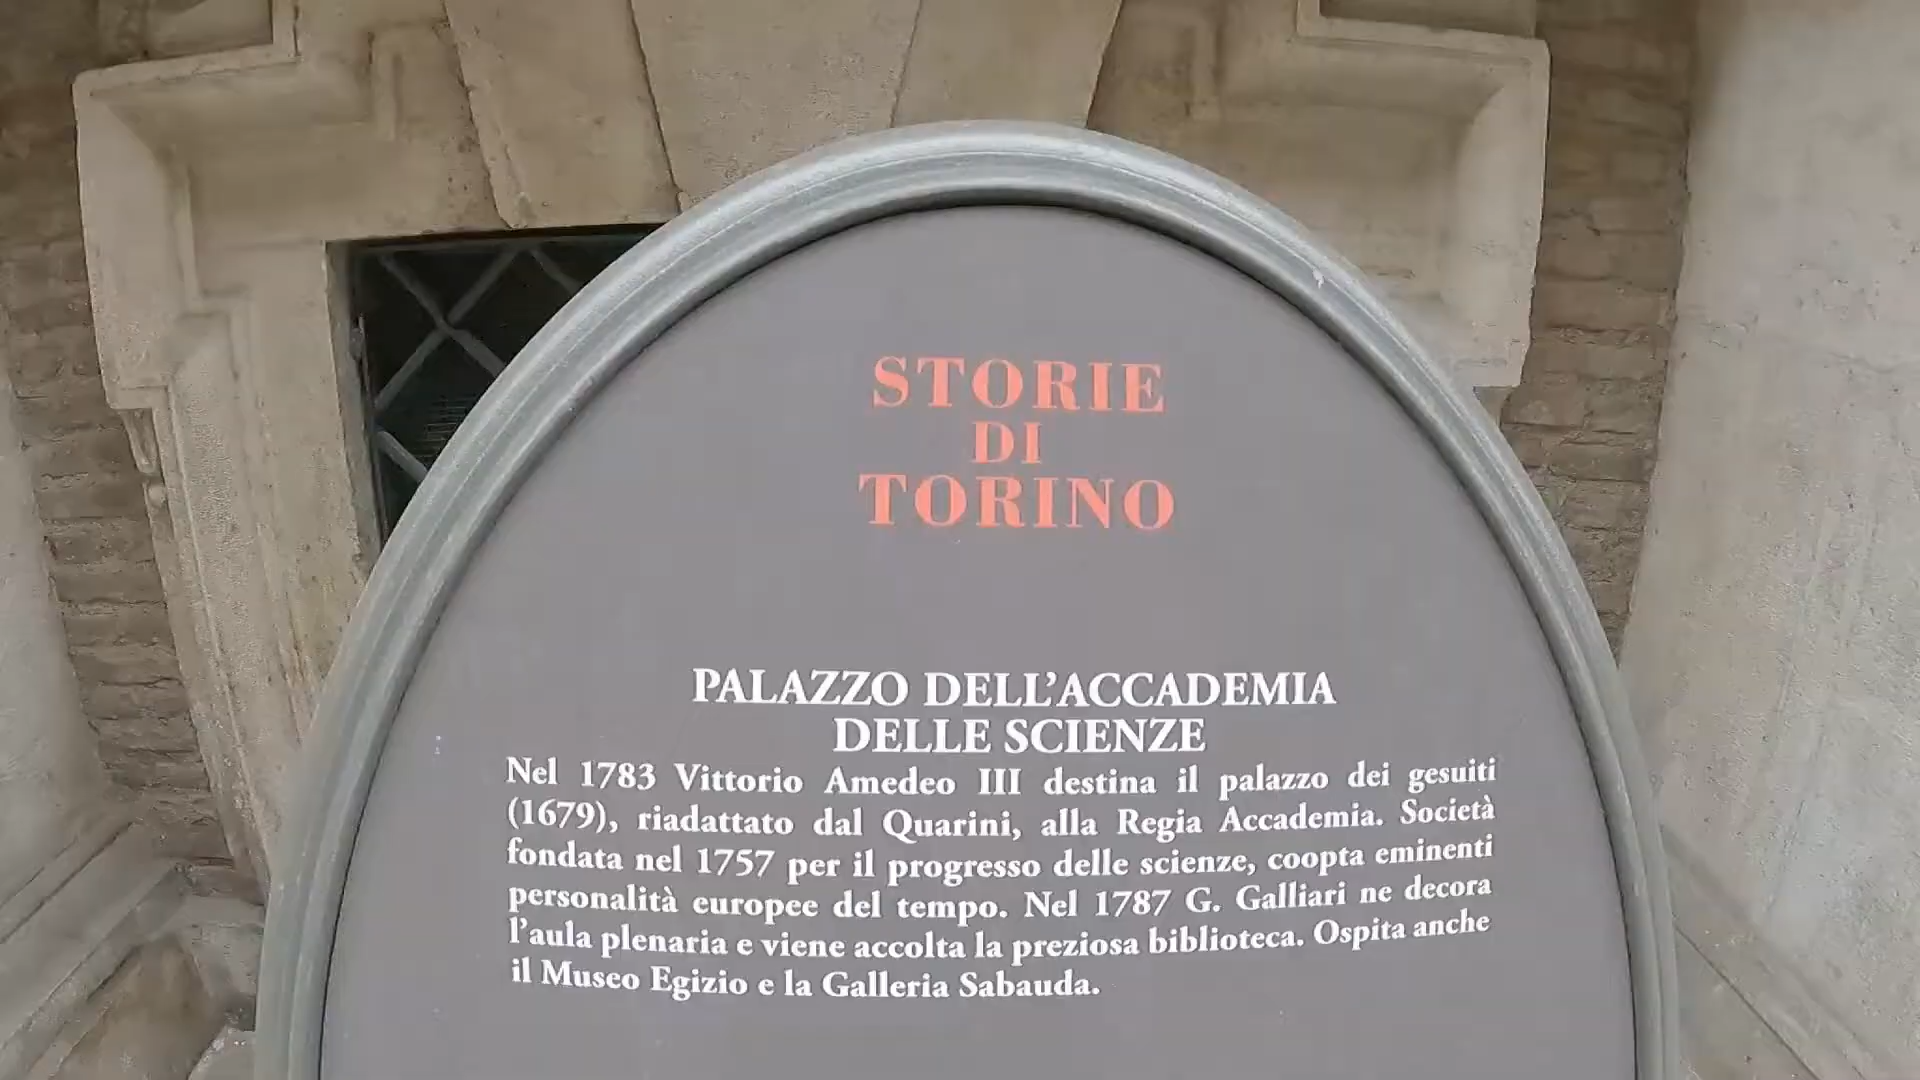 STORIE
DI
TORINO
PALAZZO DELL'ACCADEMIA
DELLE SCIENZE
Nel 1783 Vittorio Amedeo III destina il palazzo dei gesuiti
(1679), riadattato dal Quarini, alla Regia Accademia. Società
fondata nel 1757 per il progresso delle scienze, coopta eminenti
personalità europee del tempo. Nel 1787 G. Galliari ne decora
l'aula plenaria e viene accolta la preziosa biblioteca. Ospita anche
il Museo Egizio e la Galleria Sabauda.